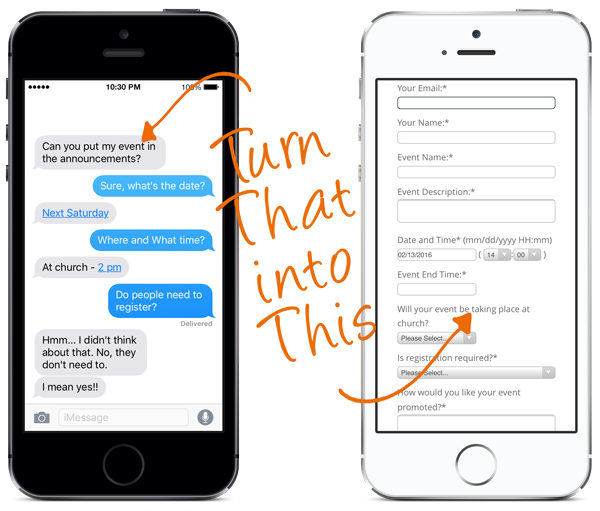 10:30 PM 100%
Can you put my event in
the announcements?
Sure, what's the date?
Next Saturday
Where and What time?
At church - 2 pm
Do people need to
register?
Delivered
Hmm... I didn't think
about that. No, they
don't need to.
I mean yes!!
iMessage
Turn
That
into
This
Your Email:*
Your Name:*
Event Name:*
Event Description:*
Date and Time* (mm/dd/yyyy HH:mm)
02/13/2016 ( 14 : 00 )
Event End Time:*
Will your event be taking place at
church?
Please Select...
Is registration required?*
Please Select...
How would you like your event
promoted?*